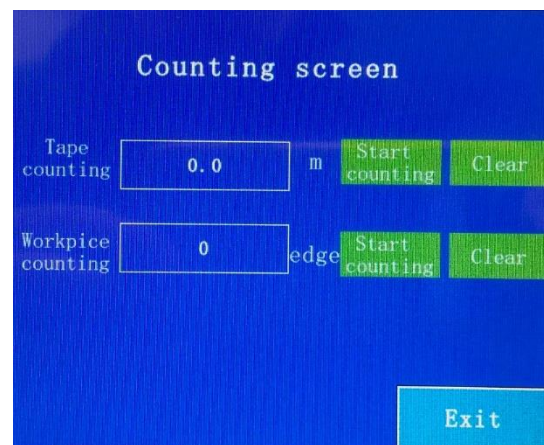 Counting screen
Tape counting 0.0 m Start counting Clear
Workpice counting 0 edge Start counting Clear
Exit